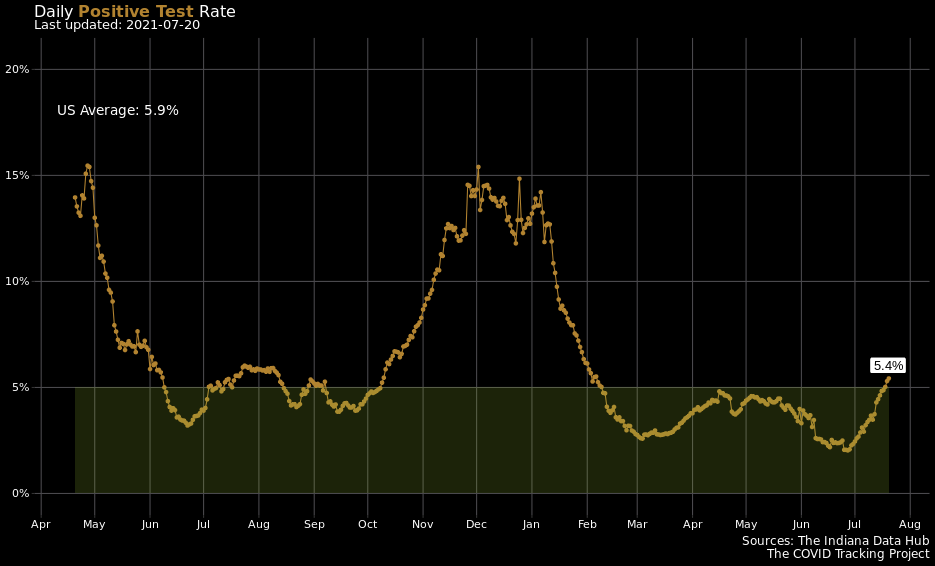 Daily Positive Test Rate
Last updated: 2021-07-20
20%
US Average: 5.9%
15%
10%
5.4%
5%
0%
Apr May Jun Jul Aug Sep Oct Nov Dec Jan Feb Mar Apr May Jun Jul Aug
Sources: The Indiana Data Hub
The COVID Tracking Project